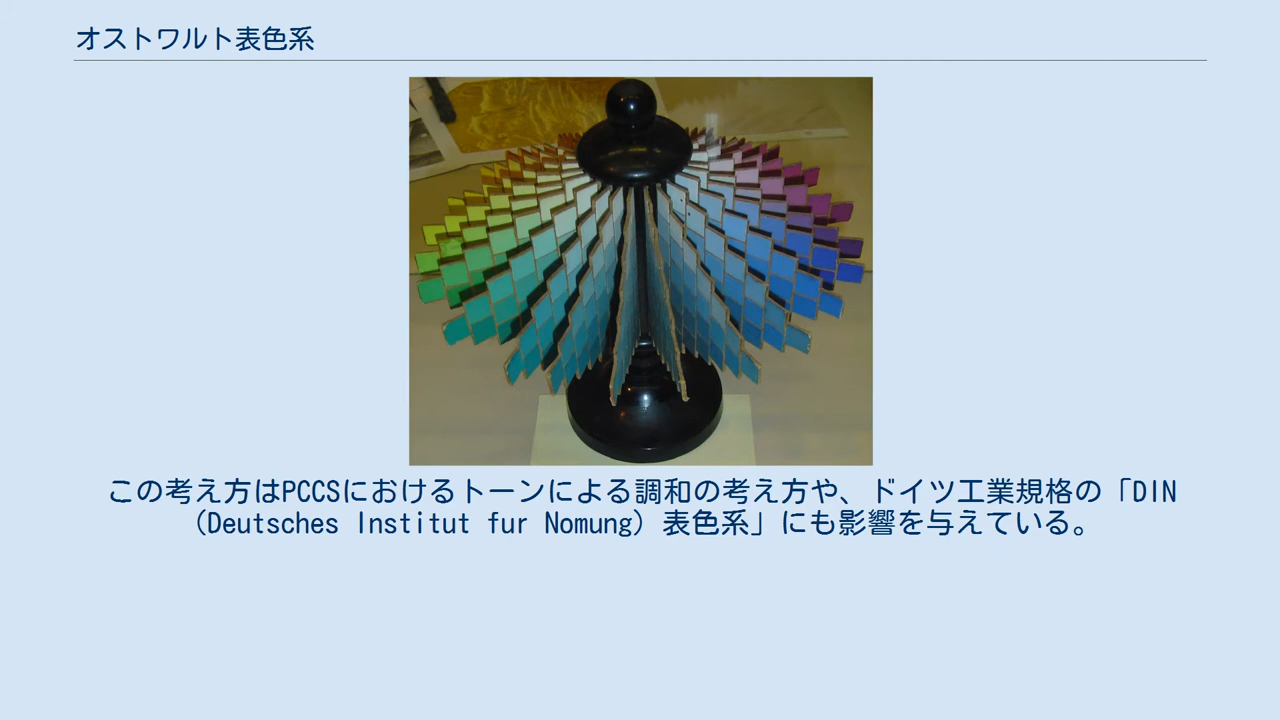 オストワルト表色系
この考え方はPCCSにおけるトーンによる調和の考え方や、ドイツ工業規格の「DIN
（Deutsches Institut fur Nomung）表色系」にも影響を与えている。